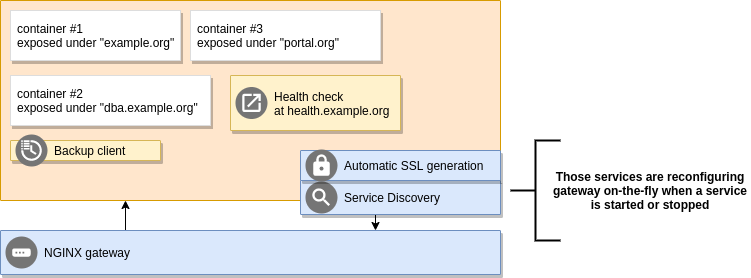 container #1
exposed under "example.org"
container #3
exposed under "portal.org"
container #2
exposed under "dba.example.org"
Health check
at health.example.org
Backup client
Automatic SSL generation
Service Discovery
Those services are reconfiguring
gateway on-the-fly when a service
is started or stopped
NGINX gateway